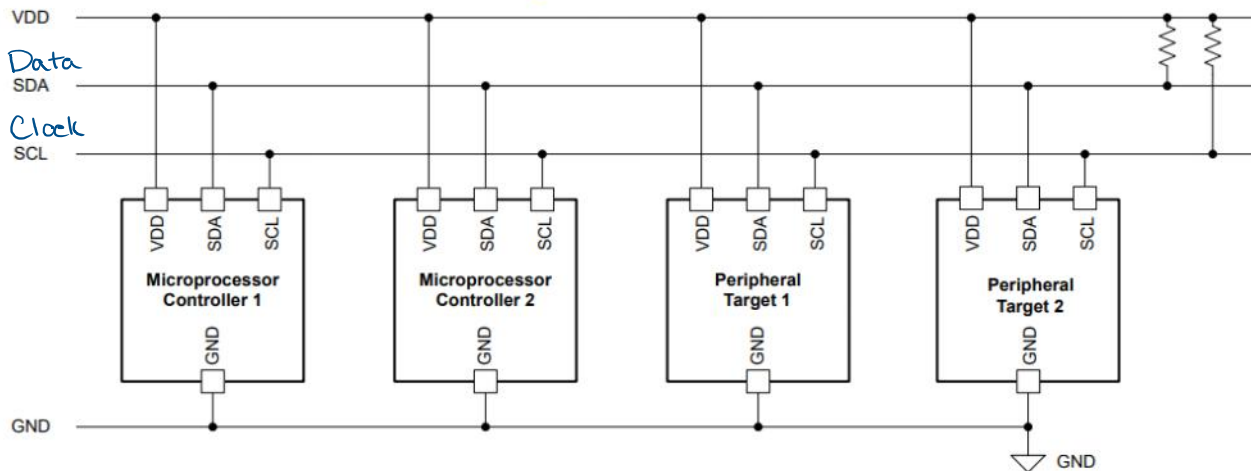 VDD
Data
SDA
Clock
SCL
VDD SDA SCL
Microprocessor
Controller 1
GND
VDD SDA SCL
Microprocessor
Controller 2
GND
VDD SDA SCL
Peripheral
Target 1
GND
VDD SDA SCL
Peripheral
Target 2
GND
GND
GND